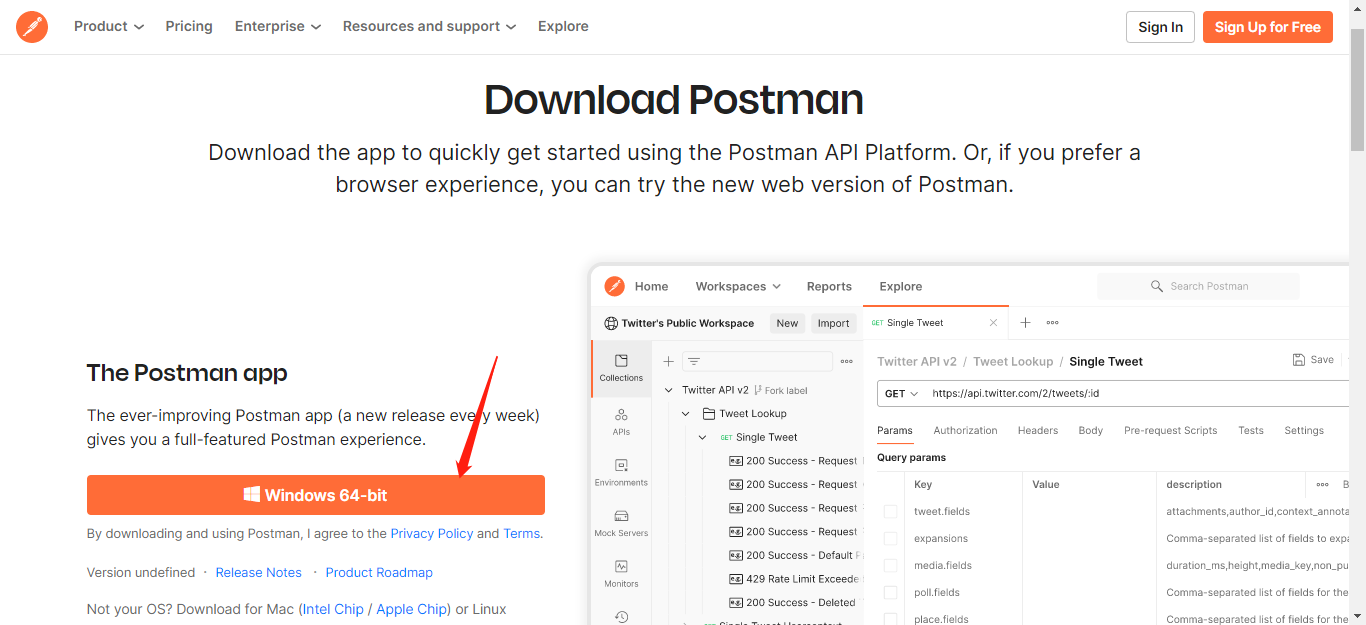 Product Pricing Enterprise Resources and support Explore Sign In Sign Up for Free
Download Postman
Download the app to quickly get started using the Postman API Platform. Or, if you prefer a
browser experience, you can try the new web version of Postman.
The Postman app
The ever-improving Postman app (a new release every week)
gives you a full-featured Postman experience.
Windows 64-bit
By downloading and using Postman, I agree to the Privacy Policy and Terms.
Version undefined · Release Notes · Product Roadmap
Not your OS? Download for Mac (Intel Chip / Apple Chip) or Linux
Home Workspaces Reports Explore Search Postman
Twitter's Public Workspace New Import
GET Single Tweet
Collections
APIs
Environments
Mock Servers
Monitors
Twitter API v2 Fork label
Tweet Lookup
GET Single Tweet
200 Success - Request
200 Success - Request
200 Success - Request
200 Success - Request
200 Success - Default
429 Rate Limit Exceede
200 Success - Deleted
Twitter API v2 / Tweet Lookup / Single Tweet Save
GET https://api.twitter.com/2/tweets/:id
Params Authorization Headers Body Pre-request Scripts Tests Settings
Query params
Key Value description B
tweet.fields attachments,author_id,context_annota
expansions Comma-separated list of fields to expa
media.fields duration_ms,height,media_key,non_pu
poll.fields Comma-separated list of fields for the
place.fields Comma-separated list of fields for the